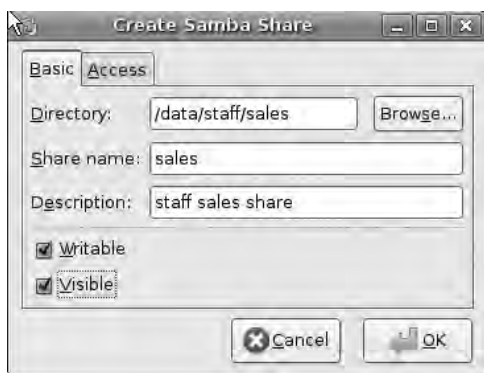 Create Samba Share
Basic Access
Directory: /data/staff/sales Browse...
Share name: sales
Description: staff sales share
Writable
Visible
Cancel OK